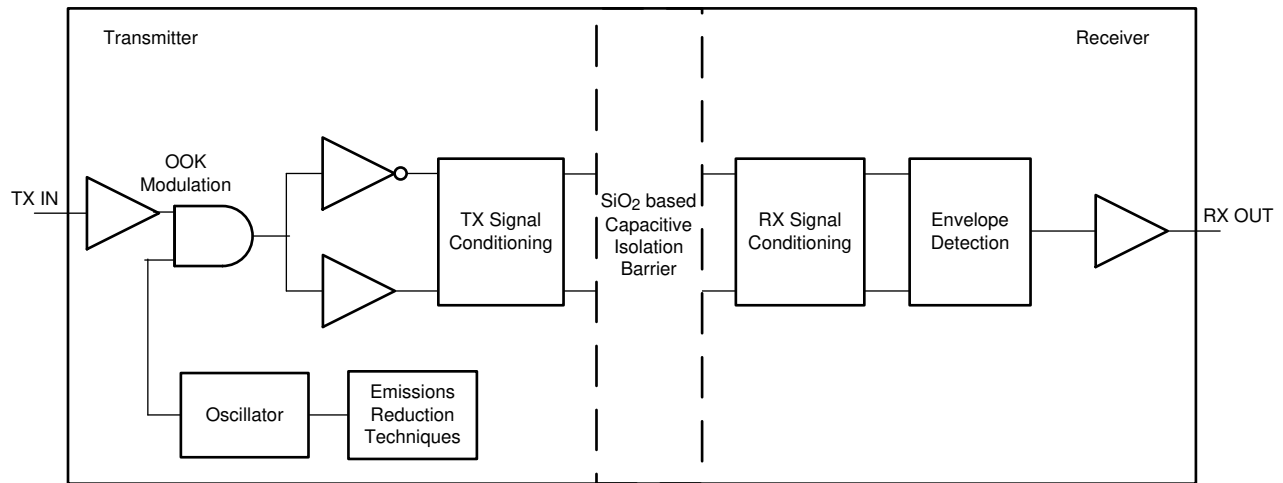 Transmitter
Receiver
OOK
Modulation
TX IN
TX Signal
Conditioning
SiO2 based
Capacitive
Isolation
Barrier
RX Signal
Conditioning
Envelope
Detection
RX OUT
Oscillator
Emissions
Reduction
Techniques